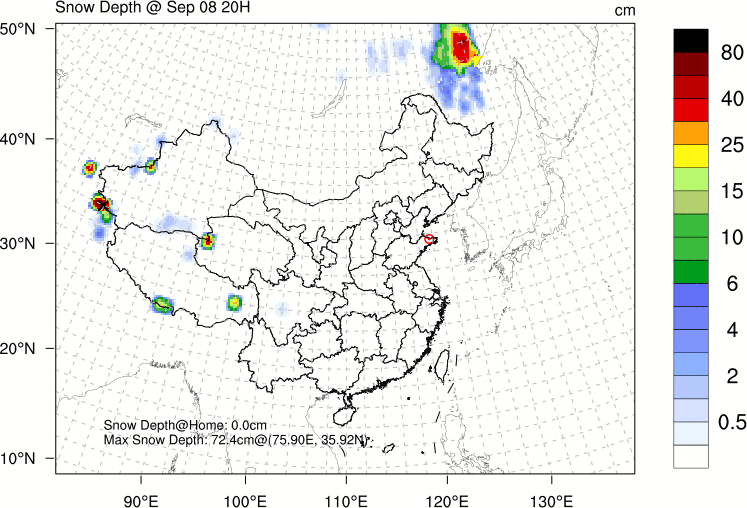 Snow Depth @ Sep 08 20H
cm
50°N
40°N
30°N
20°N
10°N
90°E
100°E
110°E
120°E
130°E
80
40
25
15
10
6
4
2
0.5
Snow Depth@Home: 0.0cm
Max Snow Depth: 72.4cm@(75.90E, 35.92N)